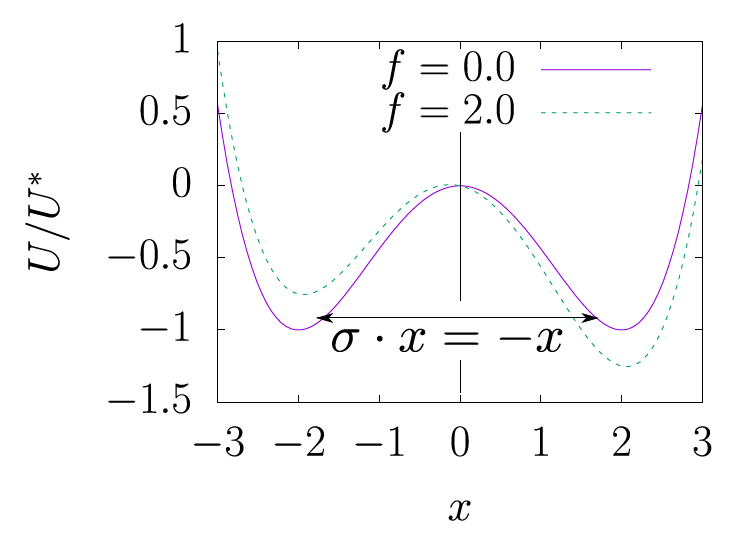 1
0.5
0
−0.5
−1
−1.5
U/U*
f = 0.0
f = 2.0
σ · x = −x
−3 −2 −1 0 1 2 3
x